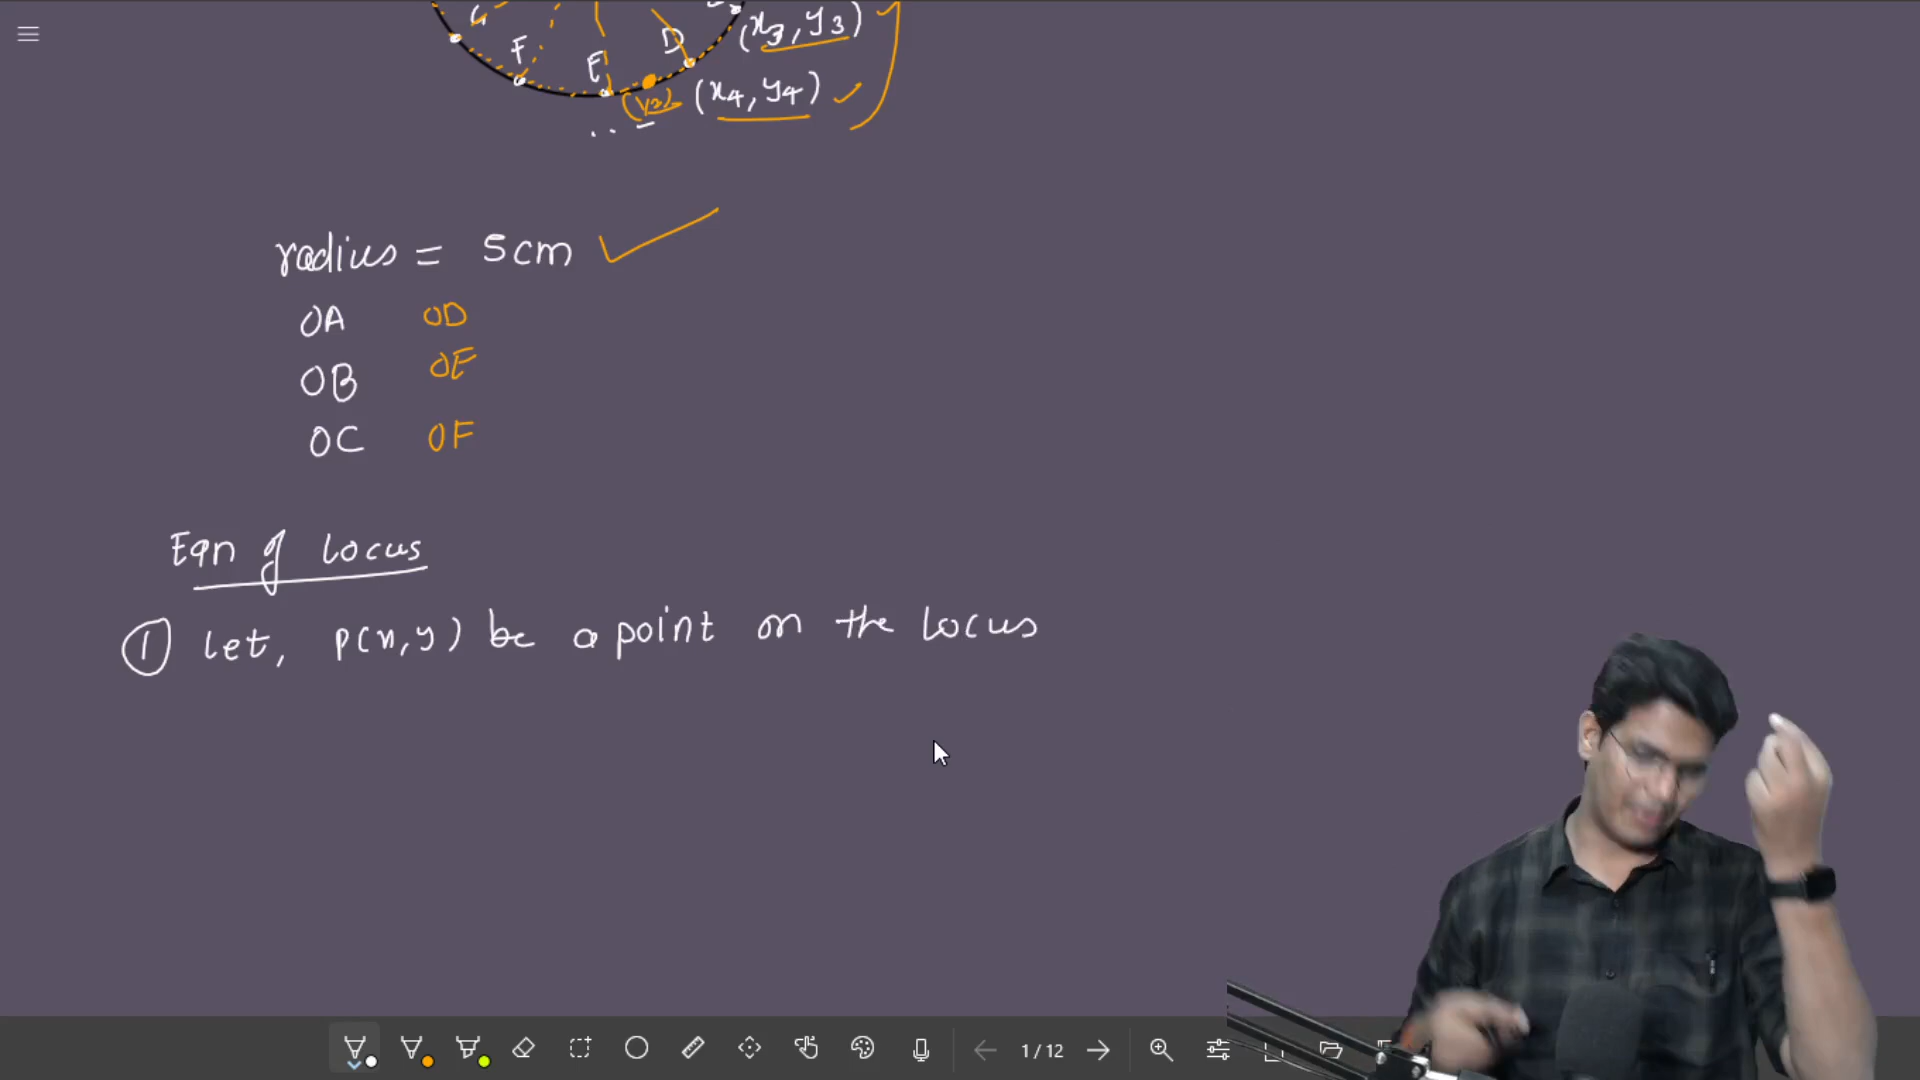 G
F
E
D
(x3, y3)
(x4, y4)
radius = 5cm
OA OD
OB OE
OC OF
Eqn of Locus
① Let, P(x,y) be a point on the Locus
1 / 12